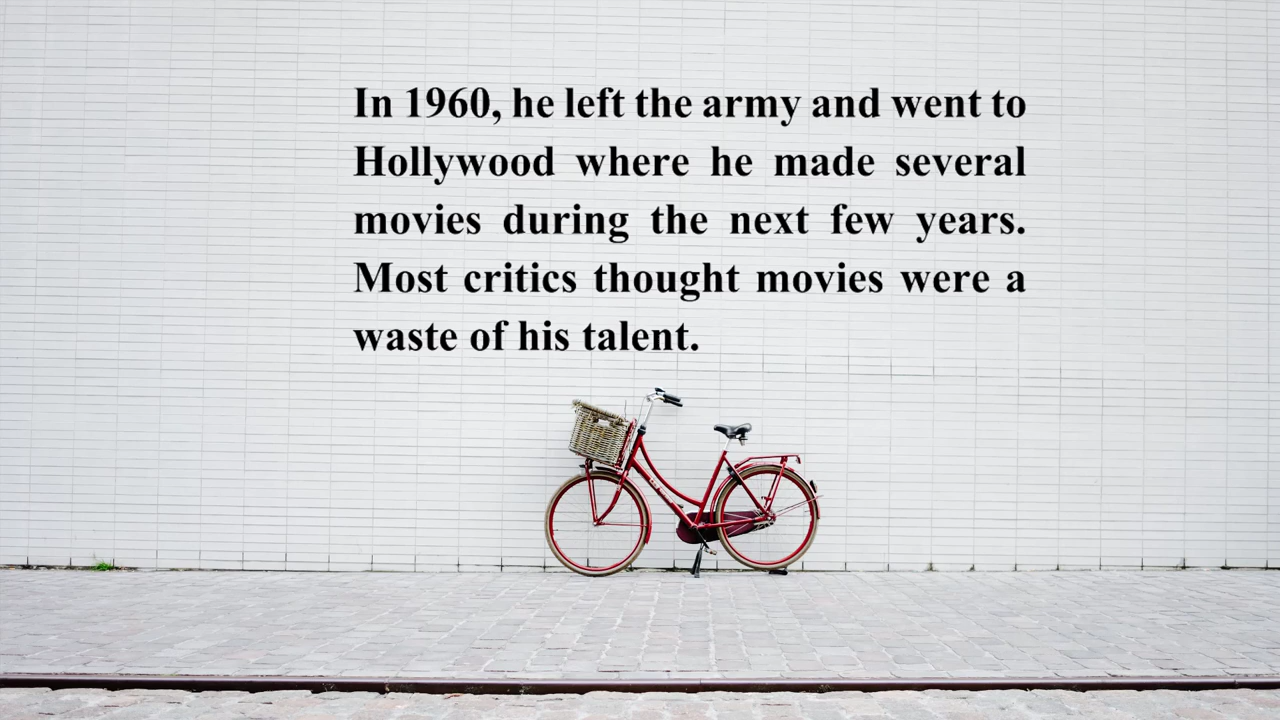 In 1960, he left the army and went to
Hollywood where he made several
movies during the next few years.
Most critics thought movies were a
waste of his talent.